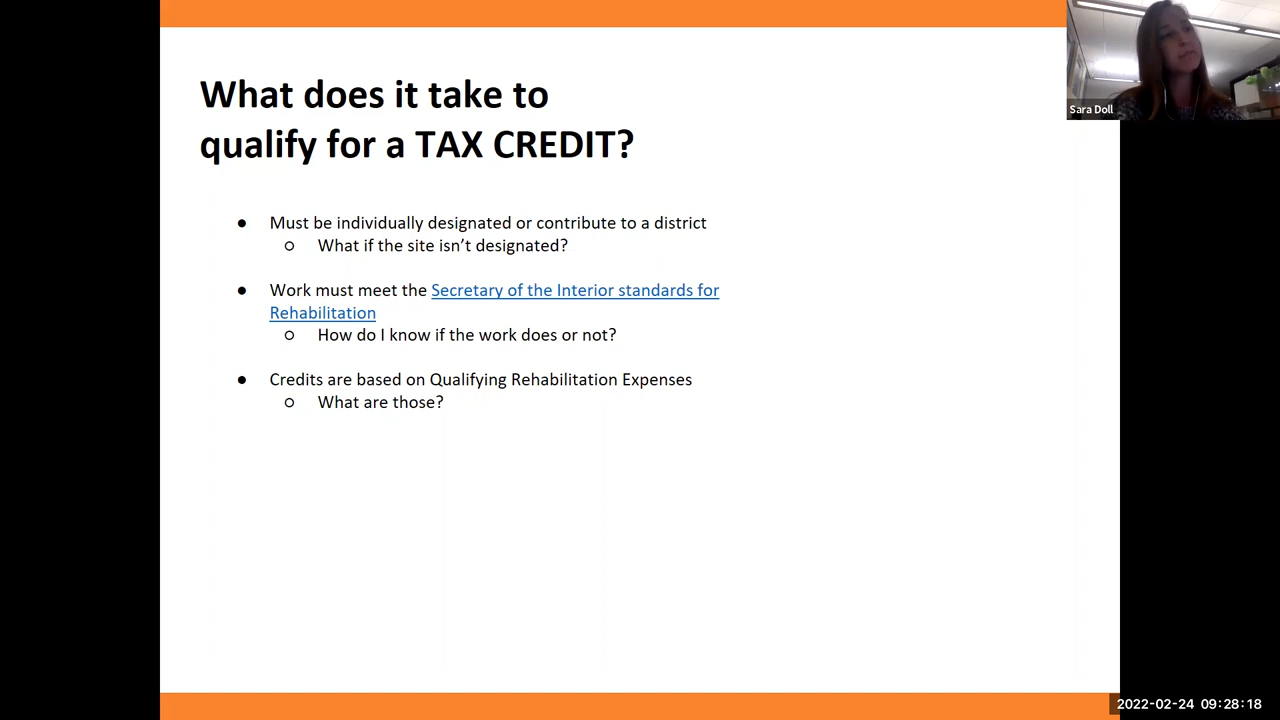 What does it take to
qualify for a TAX CREDIT?
● Must be individually designated or contribute to a district
○ What if the site isn't designated?
● Work must meet the Secretary of the Interior standards for
Rehabilitation
○ How do I know if the work does or not?
● Credits are based on Qualifying Rehabilitation Expenses
○ What are those?
Sara Doll
2022-02-24 09:28:18